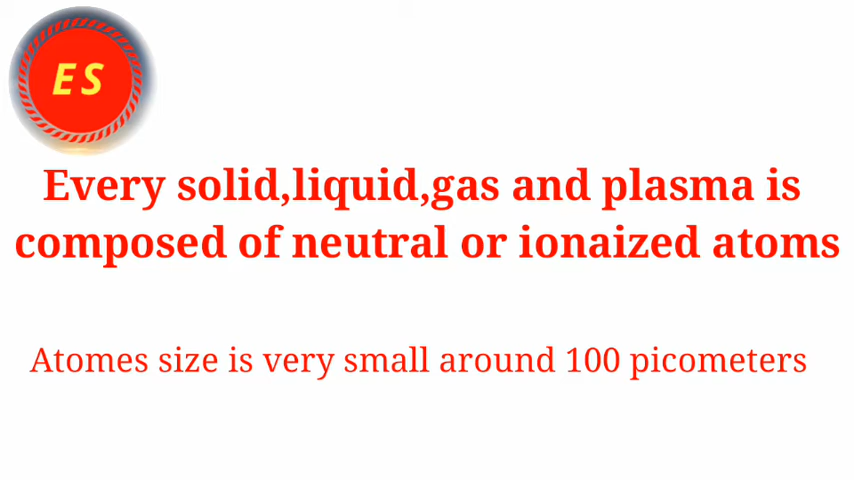 ES
Every solid,liquid,gas and plasma is
composed of neutral or ionaized atoms
Atomes size is very small around 100 picometers